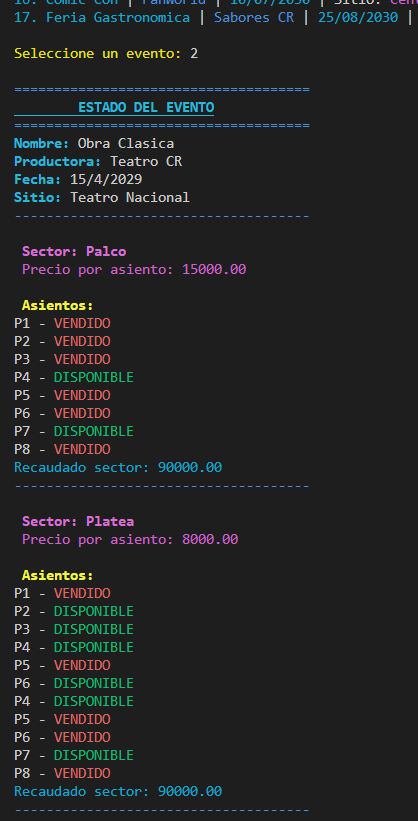 16. Comic Con | FanWorld | 10/07/2030 | Sitio: Cen
17. Feria Gastronomica | Sabores CR | 25/08/2030 |
Seleccione un evento: 2
=====================================
ESTADO DEL EVENTO
=====================================
Nombre: Obra Clasica
Productora: Teatro CR
Fecha: 15/4/2029
Sitio: Teatro Nacional
-------------------------------------
Sector: Palco
Precio por asiento: 15000.00
Asientos:
P1 - VENDIDO
P2 - VENDIDO
P3 - VENDIDO
P4 - DISPONIBLE
P5 - VENDIDO
P6 - VENDIDO
P7 - DISPONIBLE
P8 - VENDIDO
Recaudado sector: 90000.00
-------------------------------------
Sector: Platea
Precio por asiento: 8000.00
Asientos:
P1 - VENDIDO
P2 - DISPONIBLE
P3 - DISPONIBLE
P4 - DISPONIBLE
P5 - VENDIDO
P6 - DISPONIBLE
P4 - DISPONIBLE
P5 - VENDIDO
P6 - VENDIDO
P7 - DISPONIBLE
P8 - VENDIDO
Recaudado sector: 90000.00
-------------------------------------